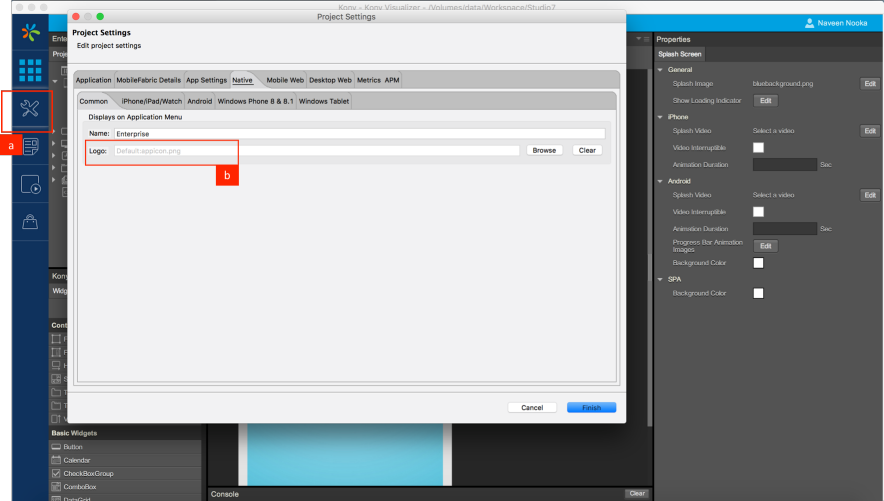 Kony - Kony Visualizer - /Volumes/data/Workspace/Studio7
Project Settings
Naveen Nooka
Project Settings
Edit project settings
Application MobileFabric Details App Settings Native Mobile Web Desktop Web Metrics APM
Common iPhone/iPad/Watch Android Windows Phone 8 & 8.1 Windows Tablet
Displays on Application Menu
Name: Enterprise
Logo: Default:appicon.png Browse Clear
a
b
Cancel Finish
Properties
Splash Screen
General
Splash Image bluebackground.png Edit
Show Loading Indicator Edit
iPhone
Splash Video Select a video Edit
Video Interruptible
Animation Duration Sec
Android
Splash Video Select a video Edit
Video Interruptible
Animation Duration Sec
Progress Bar Animation
Images Edit
Background Color
SPA
Background Color
Basic Widgets
Button
Calendar
CheckBoxGroup
ComboBox
DataGrid
Console Clear